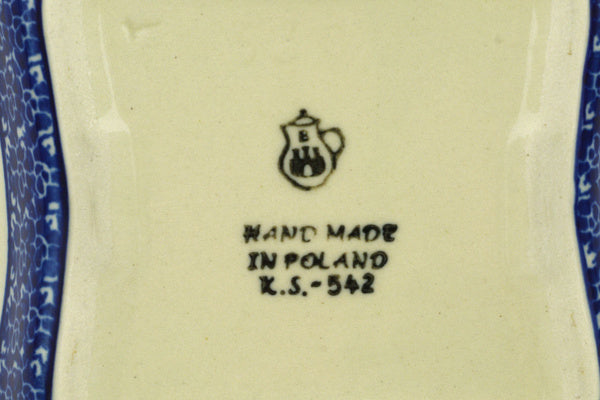 B
HAND MADE
IN POLAND
K.S.-542